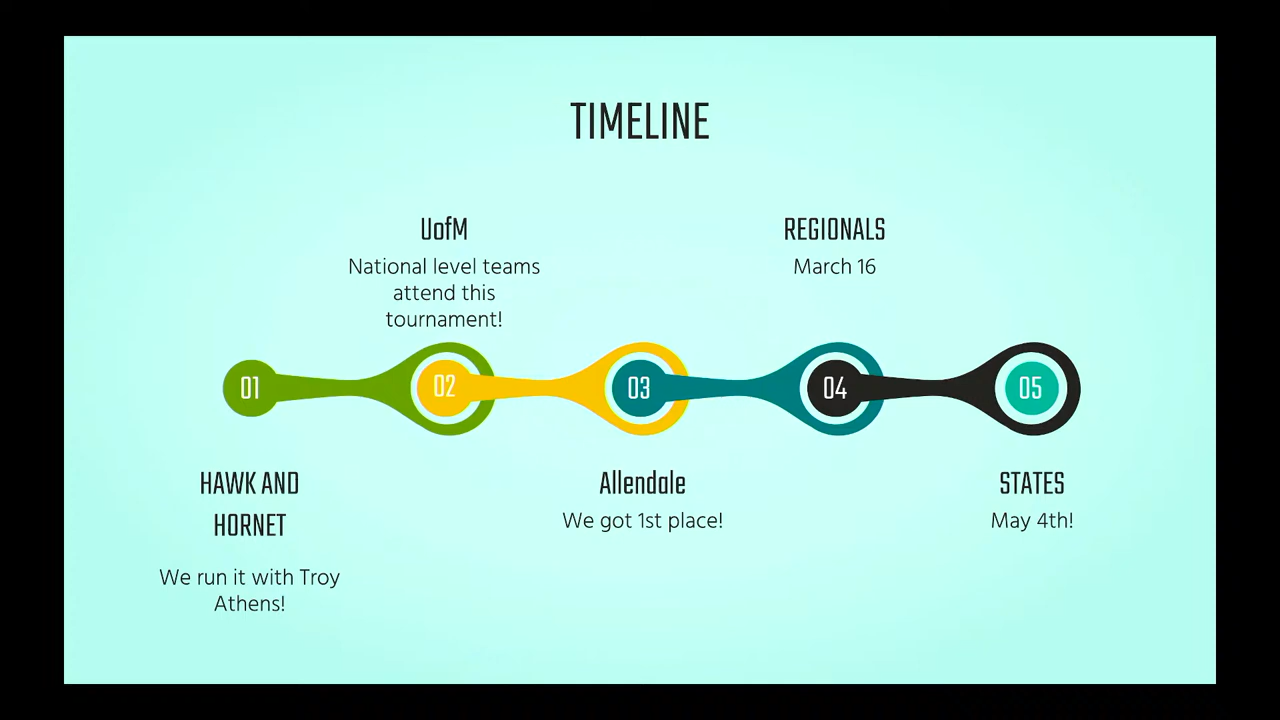 TIMELINE
UofM
National level teams
attend this
tournament!
REGIONALS
March 16
01
02
03
04
05
HAWK AND
HORNET
We run it with Troy
Athens!
Allendale
We got 1st place!
STATES
May 4th!